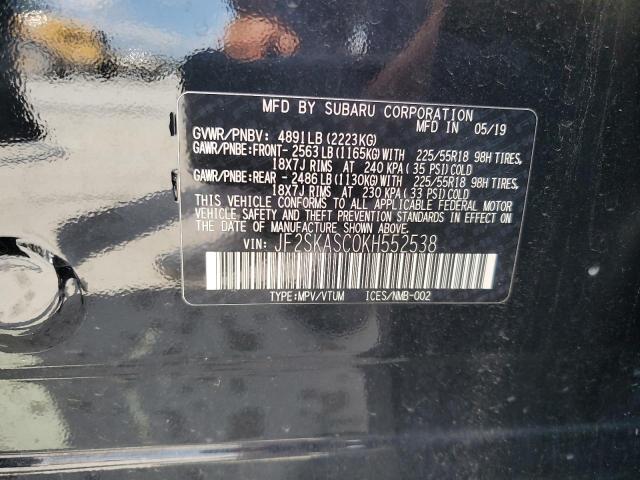 MFD BY SUBARU CORPORATION
MFD IN 05/19
GVWR/PNBV: 4891LB(2223KG)
GAWR/PNBE:FRONT-2563LB(1165KG)WITH 225/55R18 98H TIRES,
18X7J RIMS AT 240 KPA(35 PSI)COLD
GAWR/PNBE:REAR -2486LB(1130KG)WITH 225/55R18 98H TIRES,
18X7J RIMS AT 230 KPA(33 PSI)COLD
THIS VEHICLE CONFORMS TO ALL APPLICABLE FEDERAL MOTOR
VEHICLE SAFETY AND THEFT PREVENTION STANDARDS IN EFFECT ON
THE DATE OF MANUFACTURE SHOWN ABOVE.
VIN: JF2SKASC0KH552538
TYPE:MPV/VTUM ICES/NMB-002